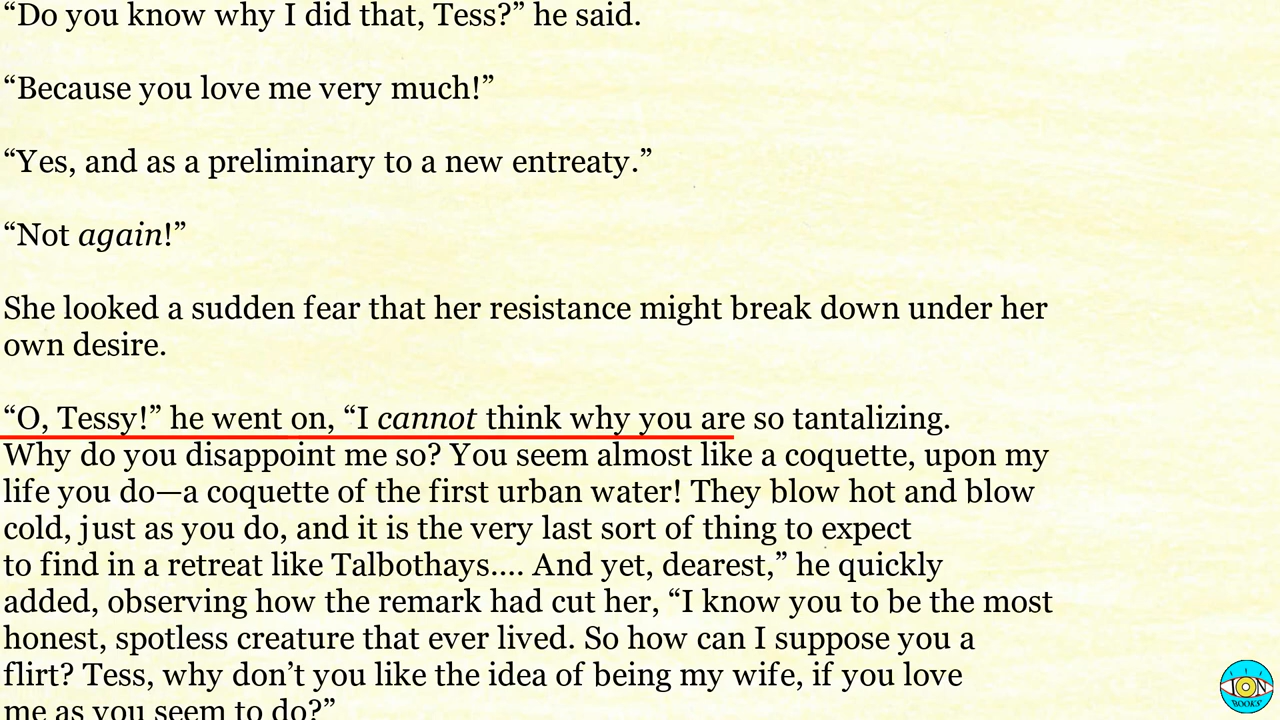 “Do you know why I did that, Tess?” he said.
“Because you love me very much!”
“Yes, and as a preliminary to a new entreaty.”
“Not again!”
She looked a sudden fear that her resistance might break down under her
own desire.
“O, Tessy!” he went on, “I cannot think why you are so tantalizing.
Why do you disappoint me so? You seem almost like a coquette, upon my
life you do—a coquette of the first urban water! They blow hot and blow
cold, just as you do, and it is the very last sort of thing to expect
to find in a retreat like Talbothays.... And yet, dearest,” he quickly
added, observing how the remark had cut her, “I know you to be the most
honest, spotless creature that ever lived. So how can I suppose you a
flirt? Tess, why don’t you like the idea of being my wife, if you love
me as you seem to do?”
ION
BOOKS